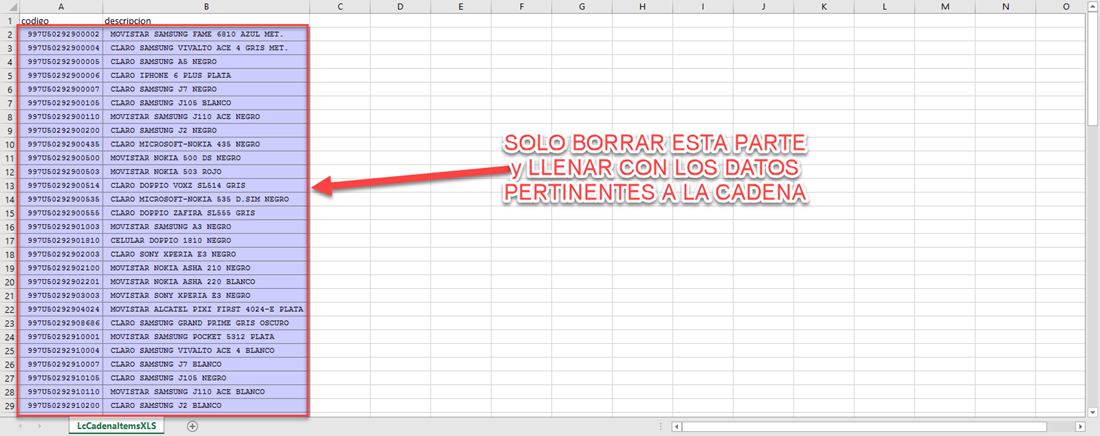 A B C D E F G H I J K L M N O
1 codigo descripcion
2 997U50292900002 MOVISTAR SAMSUNG FAME 6810 AZUL MET.
3 997U50292900004 CLARO SAMSUNG VIVALTO ACE 4 GRIS MET.
4 997U50292900005 CLARO SAMSUNG A5 NEGRO
5 997U50292900006 CLARO IPHONE 6 PLUS PLATA
6 997U50292900007 CLARO SAMSUNG J7 NEGRO
7 997U50292900105 CLARO SAMSUNG J105 BLANCO
8 997U50292900110 MOVISTAR SAMSUNG J110 ACE NEGRO
9 997U50292900200 CLARO SAMSUNG J2 NEGRO
10 997U50292900435 CLARO MICROSOFT-NOKIA 435 NEGRO
11 997U50292900500 MOVISTAR NOKIA 500 DS NEGRO
12 997U50292900503 MOVISTAR NOKIA 503 ROJO
13 997U50292900514 CLARO DOPPIO VOXZ SL514 GRIS
14 997U50292900535 CLARO MICROSOFT-NOKIA 535 D.SIM NEGRO
15 997U50292900555 CLARO DOPPIO ZAFIRA SL555 GRIS
16 997U50292901003 MOVISTAR SAMSUNG A3 NEGRO
17 997U50292901810 CELULAR DOPPIO 1810 NEGRO
18 997U50292902003 CLARO SONY XPERIA E3 NEGRO
19 997U50292902100 MOVISTAR NOKIA ASHA 210 NEGRO
20 997U50292902201 MOVISTAR NOKIA ASHA 220 BLANCO
21 997U50292903003 MOVISTAR SONY XPERIA E3 NEGRO
22 997U50292904024 MOVISTAR ALCATEL PIXI FIRST 4024-E PLATA
23 997U50292908686 CLARO SAMSUNG GRAND PRIME GRIS OSCURO
24 997U50292910001 MOVISTAR SAMSUNG POCKET 5312 PLATA
25 997U50292910004 CLARO SAMSUNG VIVALTO ACE 4 BLANCO
26 997U50292910007 CLARO SAMSUNG J7 BLANCO
27 997U50292910105 CLARO SAMSUNG J105 NEGRO
28 997U50292910110 MOVISTAR SAMSUNG J110 ACE BLANCO
29 997U50292910200 CLARO SAMSUNG J2 BLANCO
SOLO BORRAR ESTA PARTE
y LLENAR CON LOS DATOS
PERTINENTES A LA CADENA
LcCadenaItemsXLS